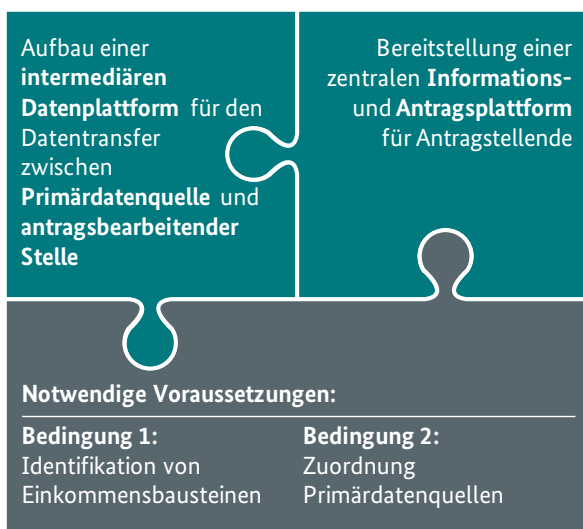 Aufbau einer
intermediären
Datenplattform für den
Datentransfer
zwischen
Primärdatenquelle und
antragsbearbeitender
Stelle
Bereitstellung einer
zentralen Informations-
und Antragsplattform
für Antragstellende
Notwendige Voraussetzungen:
Bedingung 1:
Identifikation von
Einkommensbausteinen
Bedingung 2:
Zuordnung
Primärdatenquellen